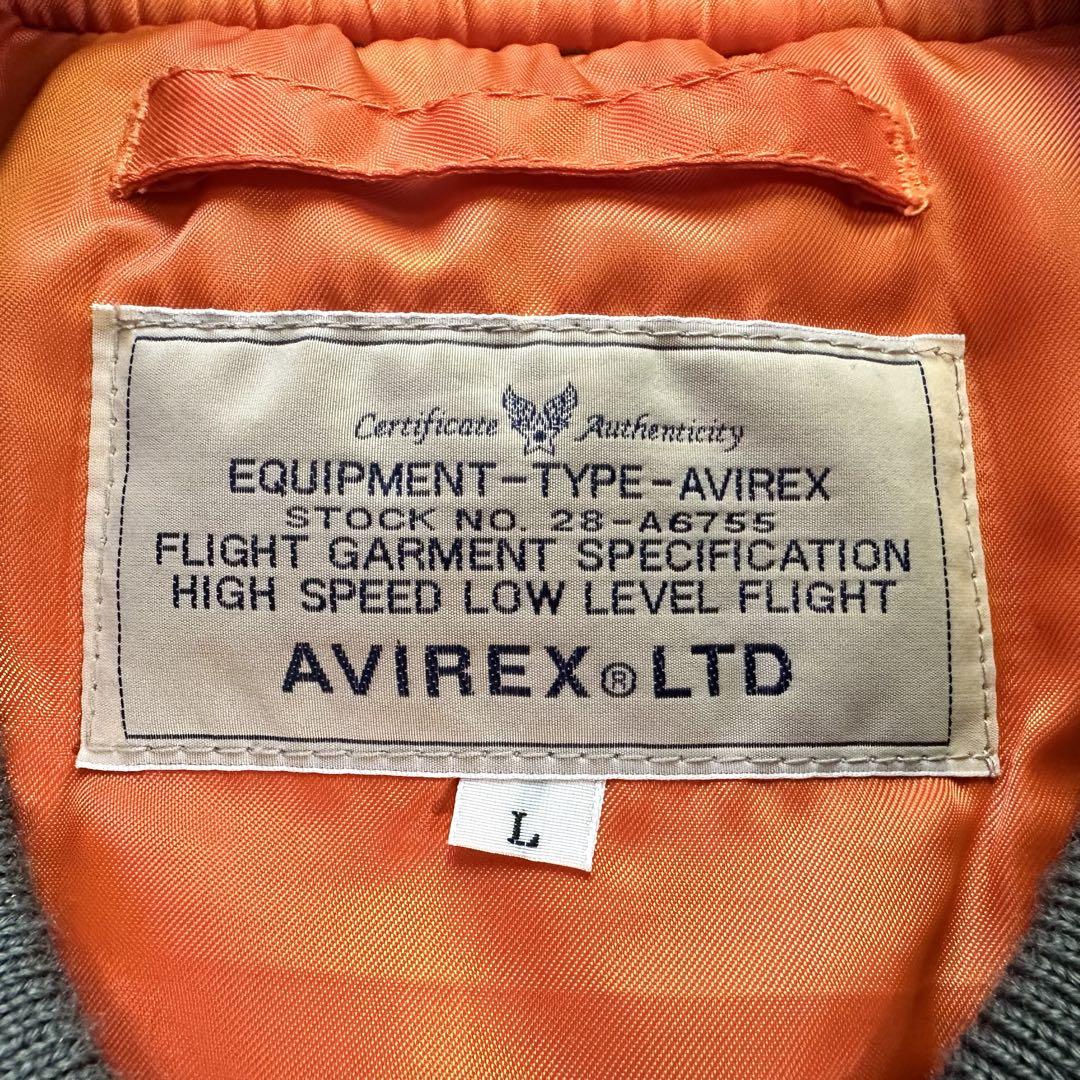 Certificate Authenticity
EQUIPMENT-TYPE-AVIREX
STOCK NO. 28-A6755
FLIGHT GARMENT SPECIFICATION
HIGH SPEED LOW LEVEL FLIGHT
AVIREX®LTD
L